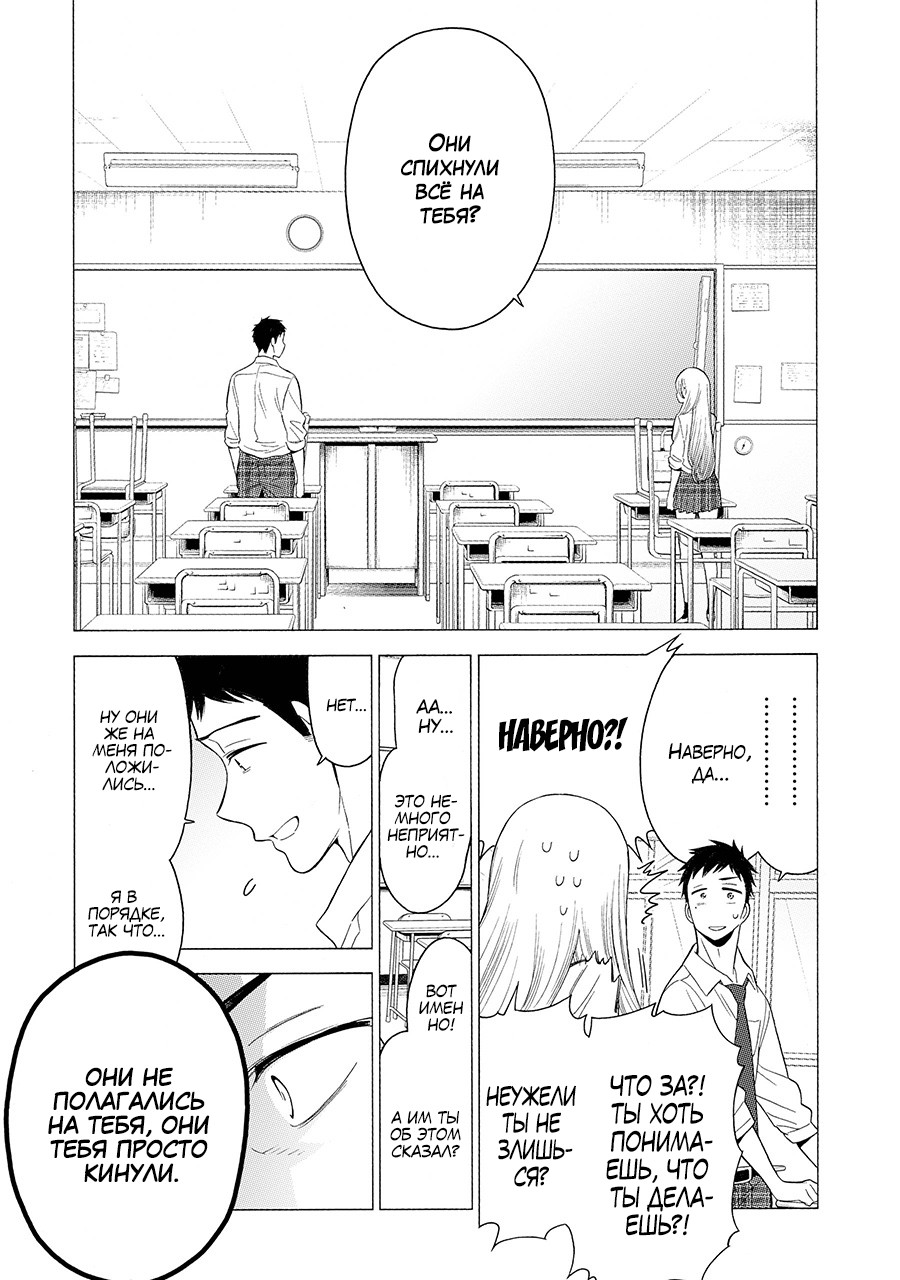 Они
спихнули
всё на
тебя?
Наверно,
да...
Наверно?!
Что за?!
Ты хоть
понима-
ешь, что
ты дела-
ешь?!
Неужели
ты не
злишь-
ся?
Аа...
Ну...
Это не-
много
неприят-
но...
Вот
имен
но!
А им ты
об этом
сказал?
Нет...
Ну они
же на
меня по-
ложи-
лись...
Я в
порядке,
так что...
Они не
полагались
на тебя, они
тебя просто
кинули.